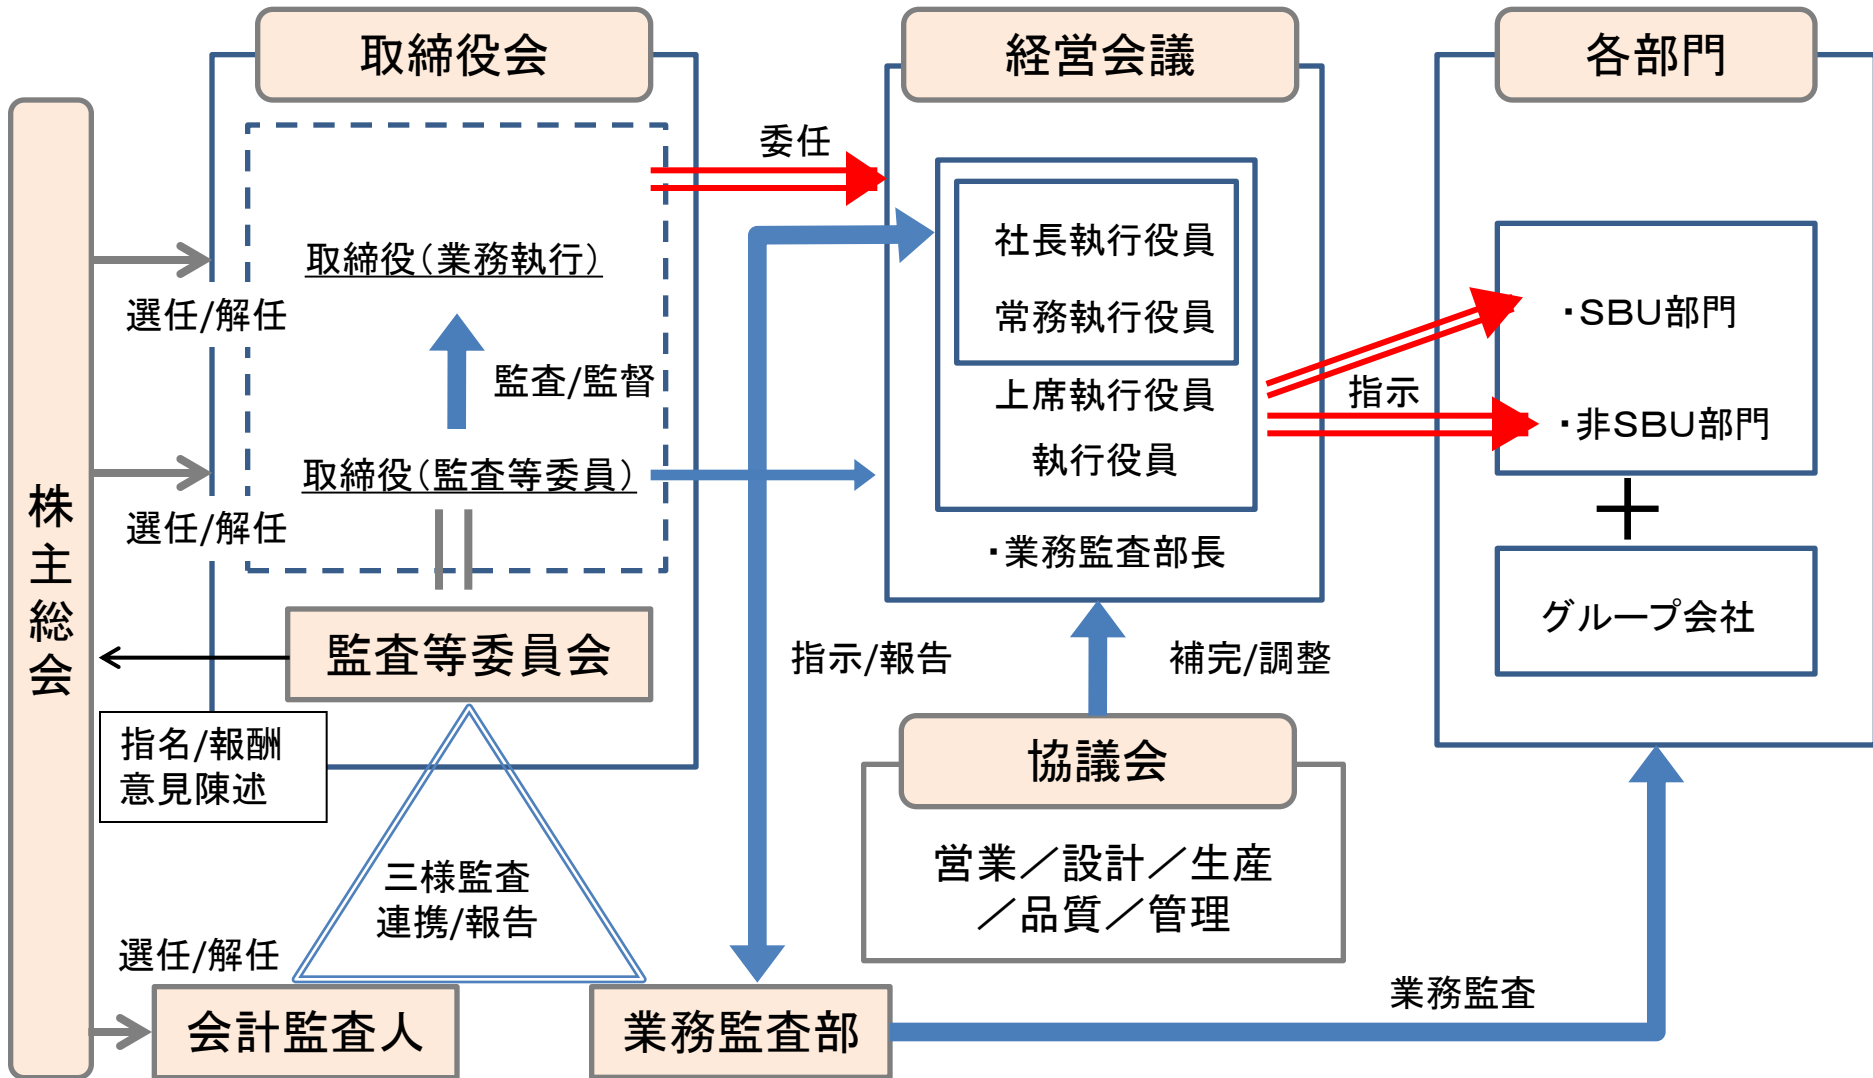 取締役会
経営会議
各部門
株主総会
委任
取締役(業務執行)
選任/解任
監査/監督
取締役(監査等委員)
選任/解任
社長執行役員
常務執行役員
上席執行役員
執行役員
・業務監査部長
指示
・SBU部門
・非SBU部門
＋
グループ会社
監査等委員会
指示/報告
補完/調整
指名/報酬
意見陳述
協議会
営業／設計／生産
／品質／管理
三様監査
連携/報告
選任/解任
会計監査人
業務監査部
業務監査